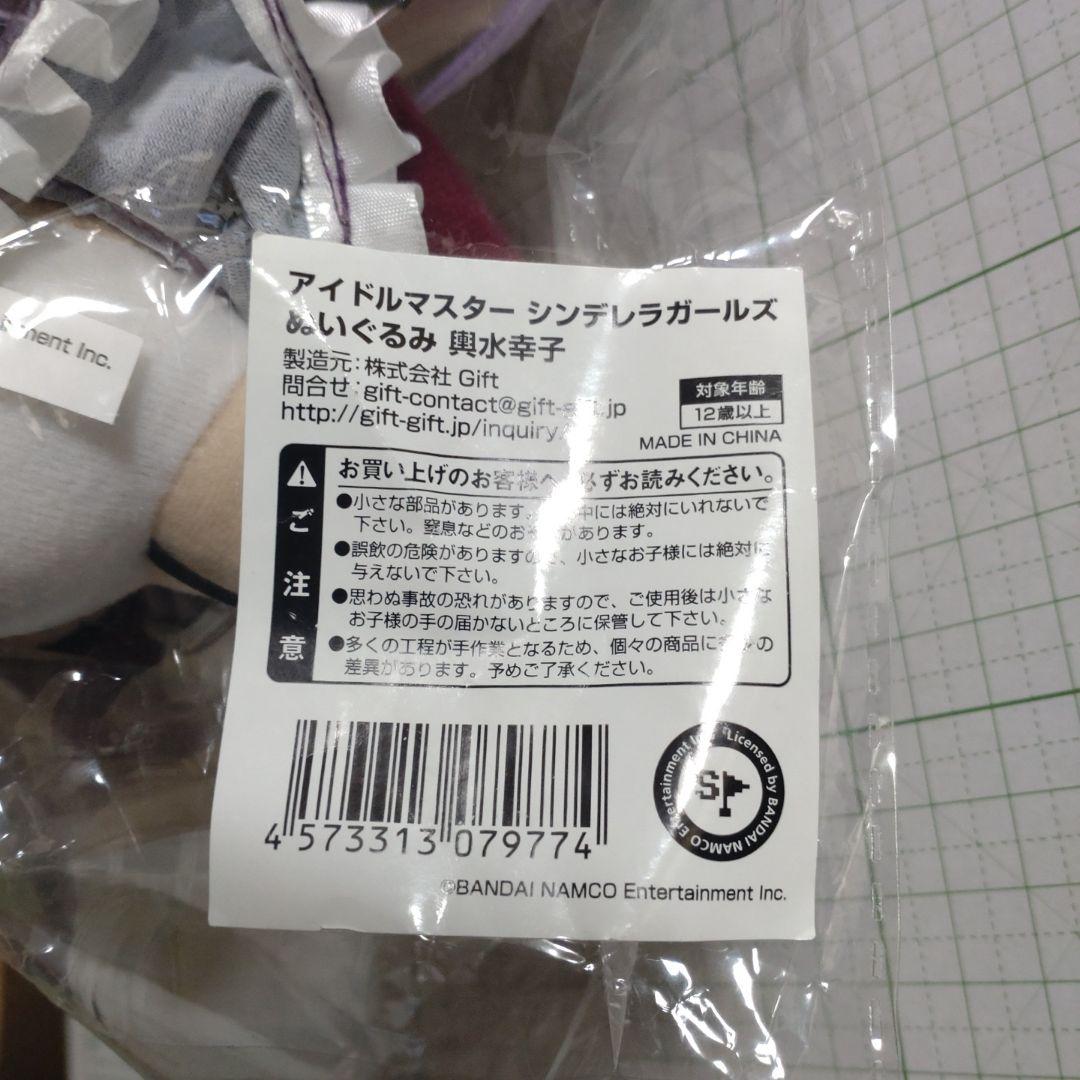 アイドルマスター シンデレラガールズ
ぬいぐるみ 輿水幸子
製造元：株式会社 Gift
問合せ：gift-contact@gift-gift.jp
http://gift-gift.jp/inquiry
対象年齢
12歳以上
MADE IN CHINA
ご注意
お買い上げのお客様へ 必ずお読みください。
●小さな部品があります。 中には絶対にいれないで
下さい。窒息などのお があります。
●誤飲の危険がありますので、小さなお子様には絶対に
与えないで下さい。
●思わぬ事故の恐れがありますので、ご使用後は小さな
お子様の手の届かないところに保管して下さい。
●多くの工程が手作業となるため、個々の商品に の
差異があります。予めご了承ください。
4 573313 079774
Licensed by BANDAI NAMCO Entertainment Inc.
©BANDAI NAMCO Entertainment Inc.
ment Inc.